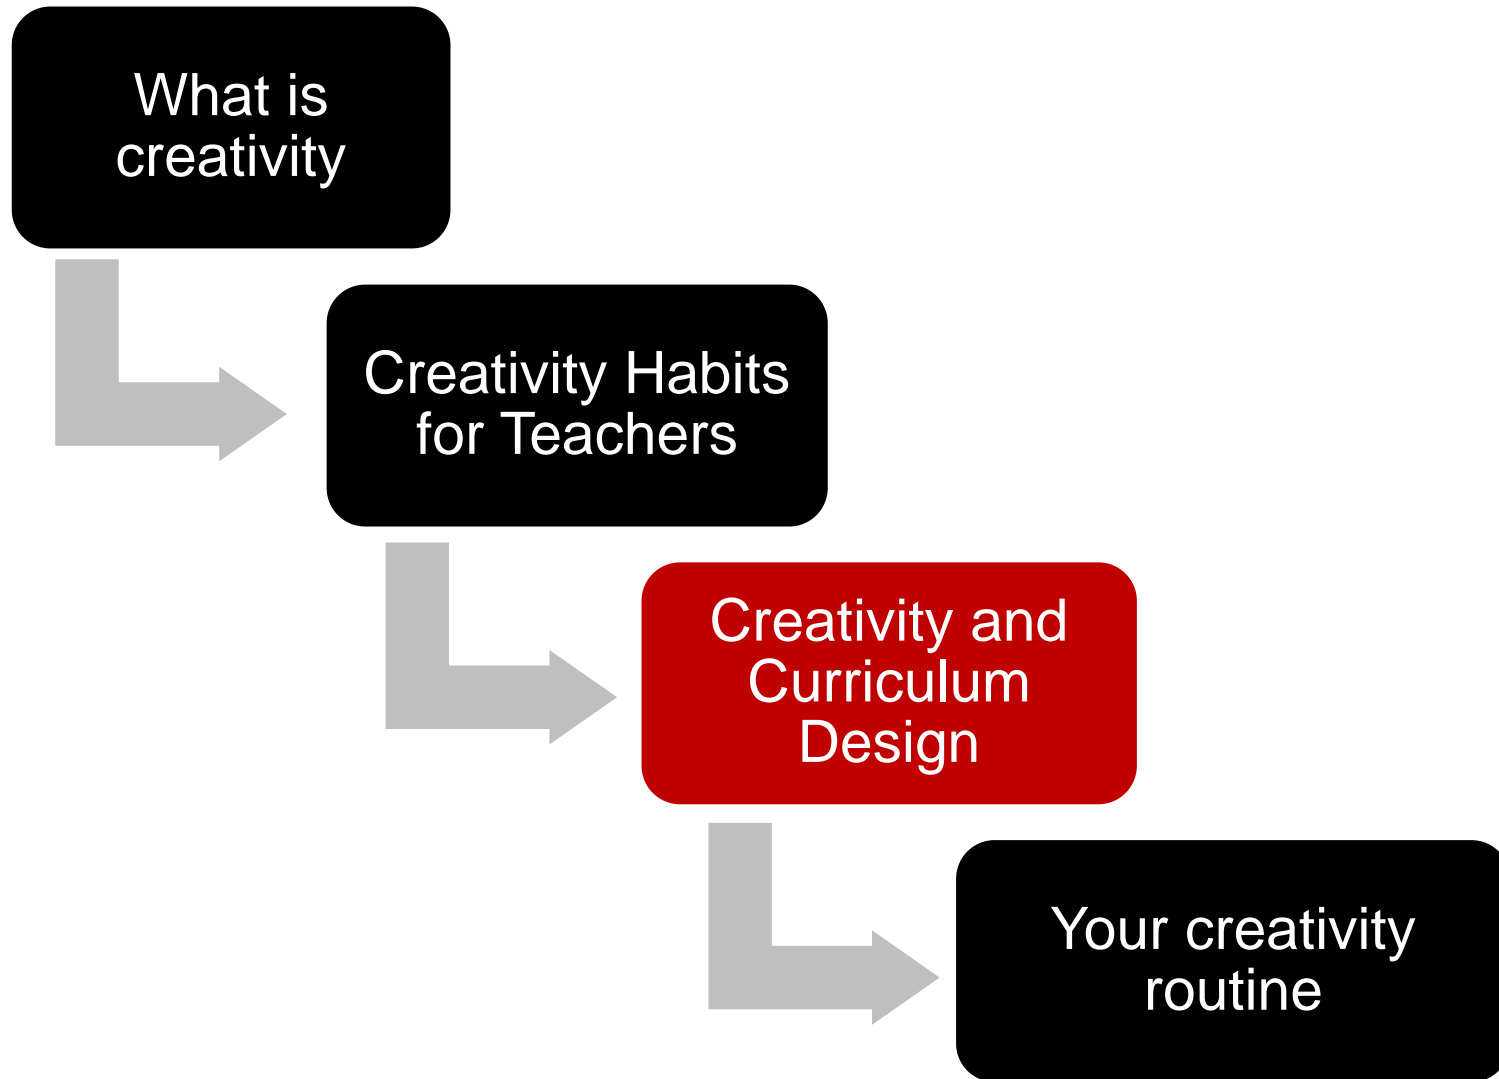 What is
creativity
Creativity Habits
for Teachers
Creativity and
Curriculum
Design
Your creativity
routine